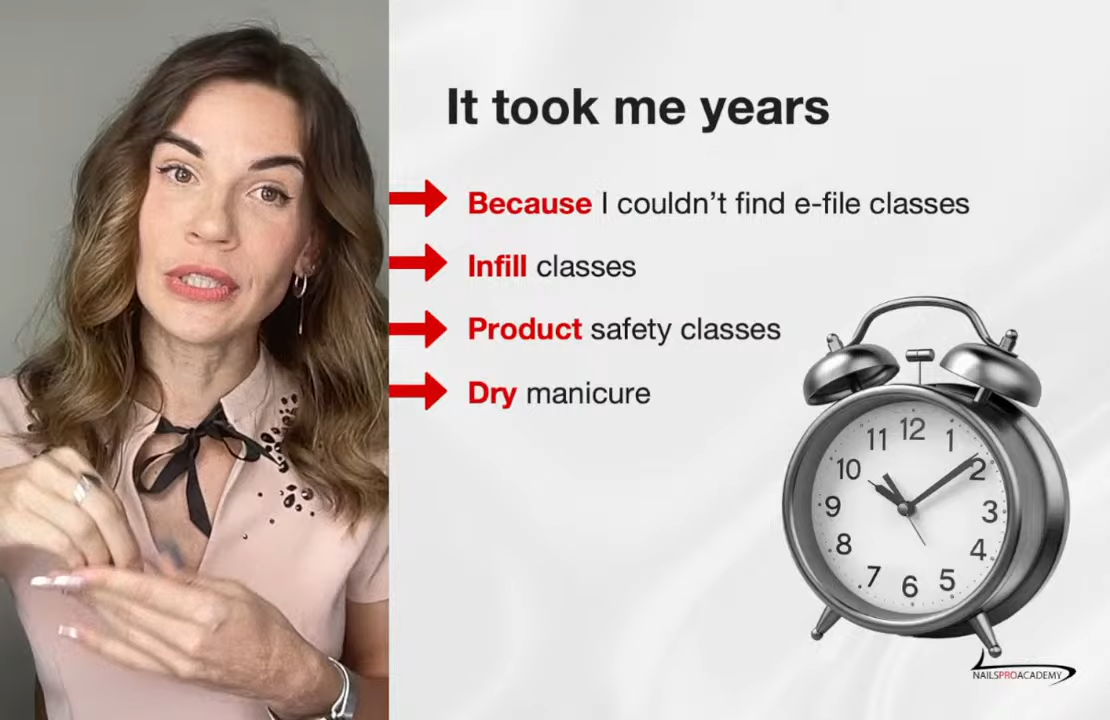 It took me years
Because I couldn't find e-file classes
Infill classes
Product safety classes
Dry manicure
12
11
1
10
2
9
3
8
4
7
5
6
NAILSPROACADEMY